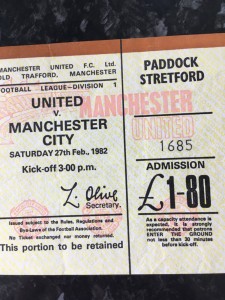 MANCHESTER UNITED F.C. Ltd.
OLD TRAFFORD, MANCHESTER
FOOTBALL LEAGUE–DIVISION 1
UNITED
v.
MANCHESTER
CITY
SATURDAY 27th Feb., 1982
Kick-off 3-00 p.m.
L. Olive
Secretary.
Issued subject to the Rules, Regulations and
Bye-Laws of the Football Association.
No Ticket exchanged nor money returned.
This portion to be retained
PADDOCK
STRETFORD
MANCHESTER
UNITED
1685
ADMISSION
£1-80
As a capacity attendance is
expected, it is strongly
recommended that patrons
ENTER THE GROUND
not less than 30 minutes
before kick-off.